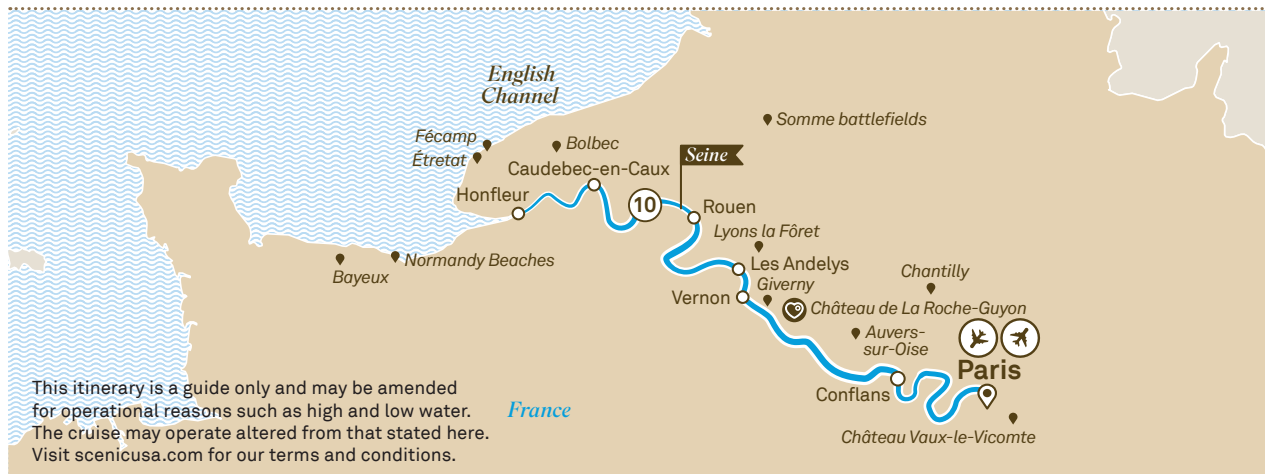 English
Channel
Somme battlefields
Fécamp
Bolbec
Étretat
Seine
Caudebec-en-Caux
Honfleur
10
Rouen
Lyons la Fôret
Normandy Beaches
Bayeux
Les Andelys
Chantilly
Giverny
Vernon
Château de La Roche-Guyon
Auvers-
sur-Oise
Paris
Conflans
Château Vaux-le-Vicomte
France
This itinerary is a guide only and may be amended
for operational reasons such as high and low water.
The cruise may operate altered from that stated here.
Visit scenicusa.com for our terms and conditions.